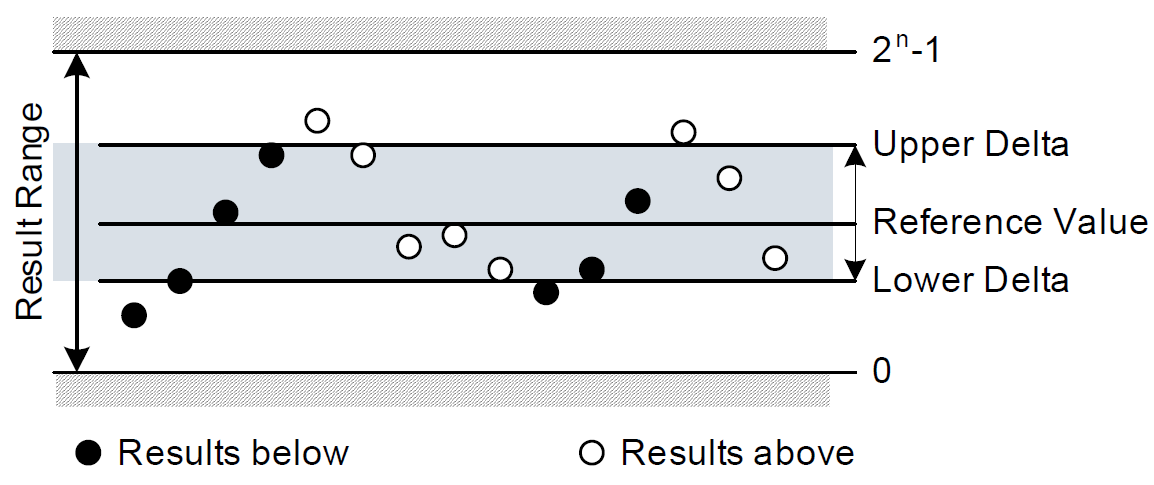 2ⁿ-1
Upper Delta
Result Range
Reference Value
Lower Delta
0
Results below
Results above